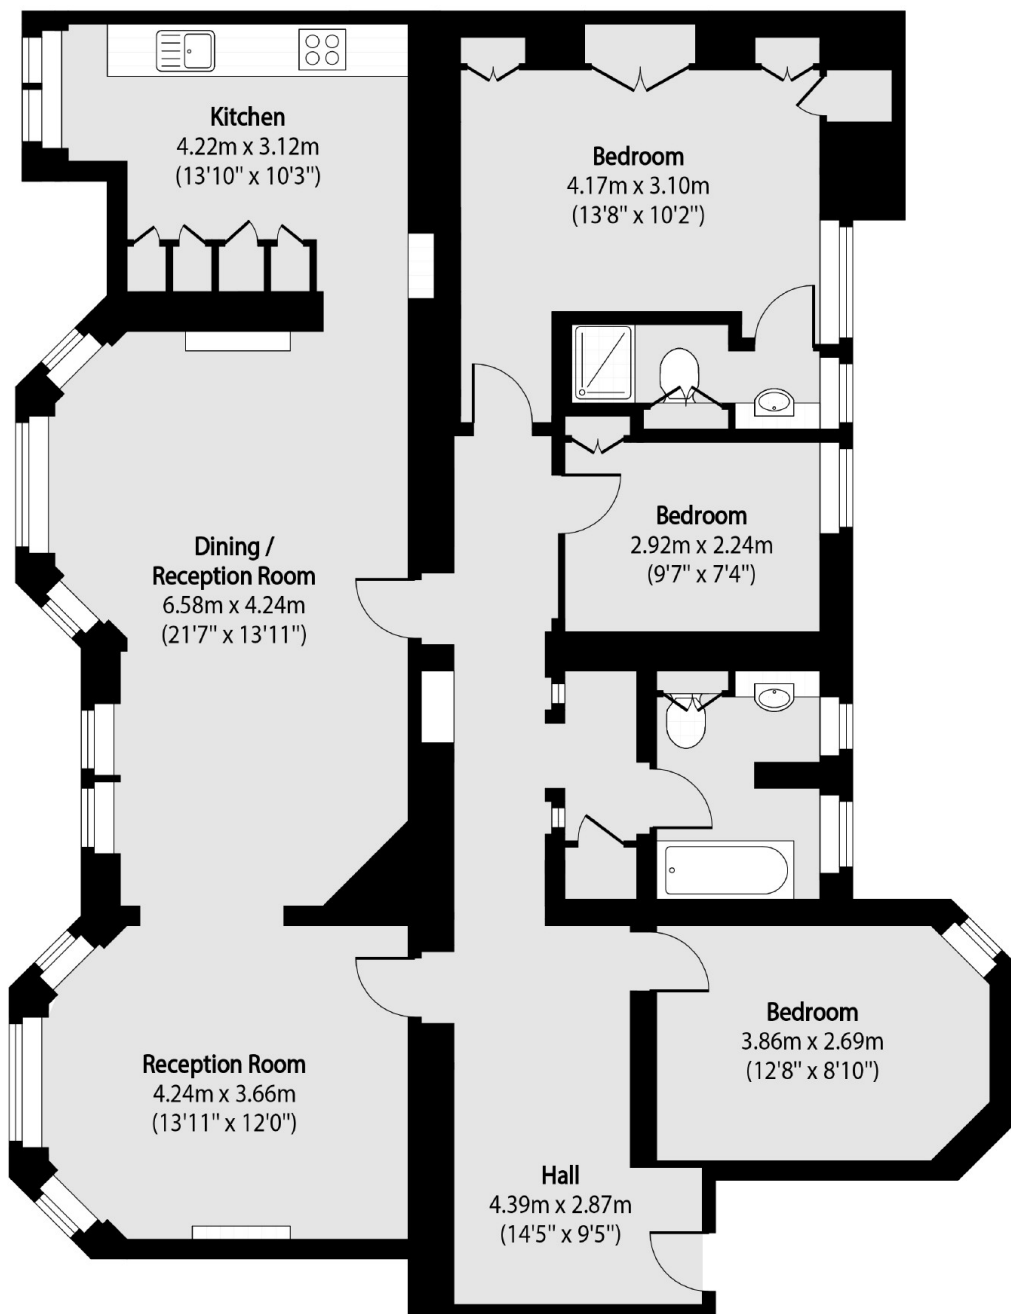 Kitchen
4.22m x 3.12m
(13'10" x 10'3")
Bedroom
4.17m x 3.10m
(13'8" x 10'2")
Dining /
Reception Room
6.58m x 4.24m
(21'7" x 13'11")
Bedroom
2.92m x 2.24m
(9'7" x 7'4")
Reception Room
4.24m x 3.66m
(13'11" x 12'0")
Bedroom
3.86m x 2.69m
(12'8" x 8'10")
Hall
4.39m x 2.87m
(14'5" x 9'5")